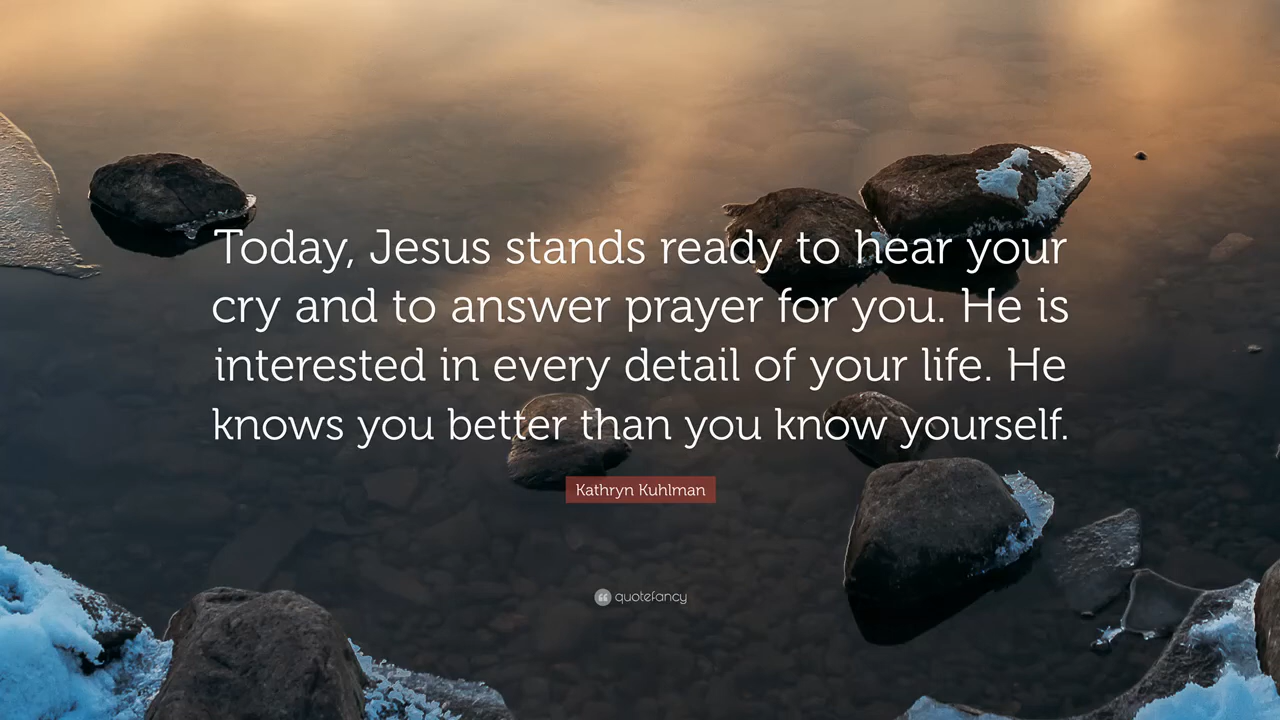 Today, Jesus stands ready to hear your
cry and to answer prayer for you. He is
interested in every detail of your life. He
knows you better than you know yourself.
Kathryn Kuhlman
quotefancy